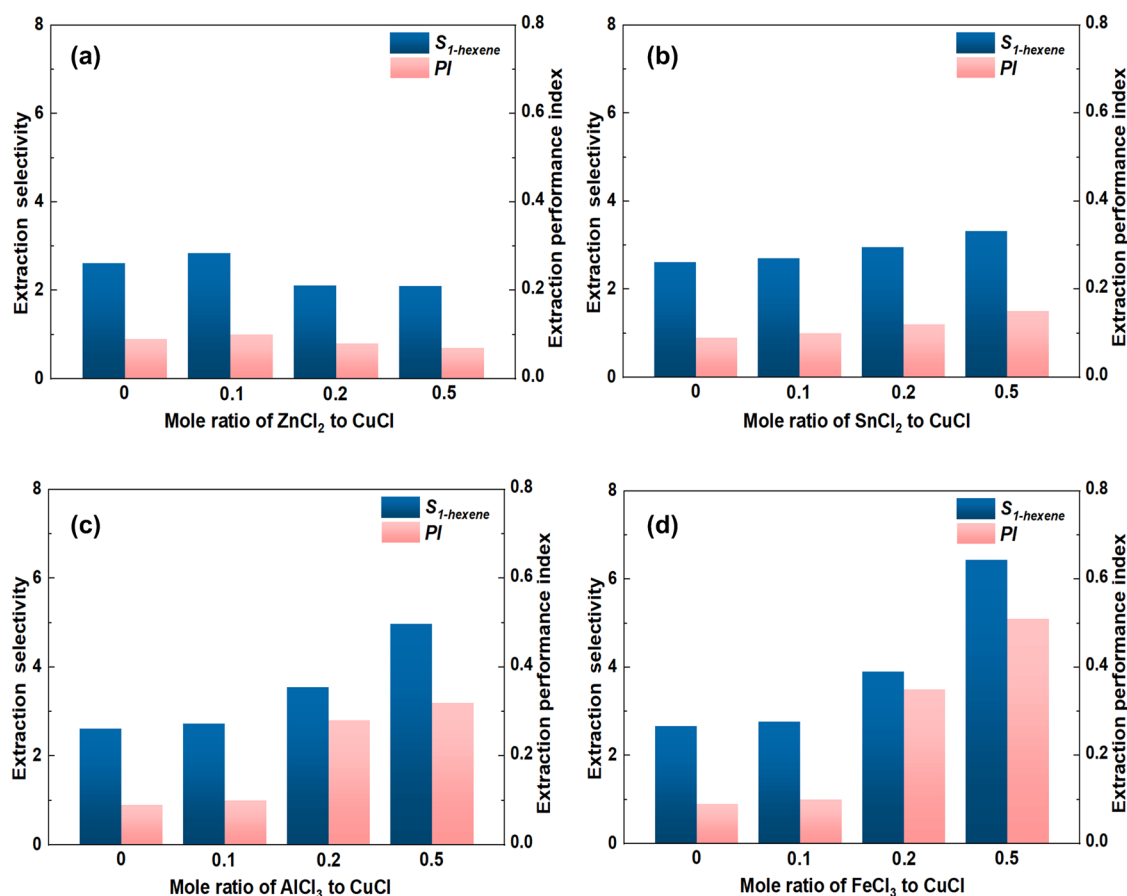 (a)
S1-hexene
PI
Extraction selectivity
8
6
4
2
0
0.8
0.6
0.4
0.2
0.0
Extraction performance index
0 0.1 0.2 0.5
Mole ratio of ZnCl2 to CuCl
(b)
S1-hexene
PI
Extraction selectivity
8
6
4
2
0
0.8
0.6
0.4
0.2
0.0
Extraction performance index
0 0.1 0.2 0.5
Mole ratio of SnCl2 to CuCl
(c)
S1-hexene
PI
Extraction selectivity
8
6
4
2
0
0.8
0.6
0.4
0.2
0.0
Extraction performance index
0 0.1 0.2 0.5
Mole ratio of AlCl3 to CuCl
(d)
S1-hexene
PI
Extraction selectivity
8
6
4
2
0
0.8
0.6
0.4
0.2
0.0
Extraction performance index
0 0.1 0.2 0.5
Mole ratio of FeCl3 to CuCl